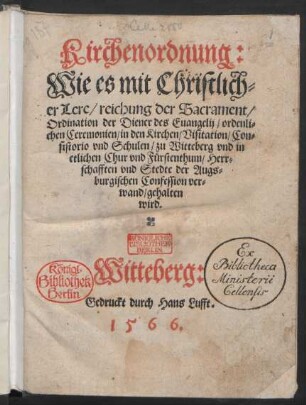 Kirchenordnung:
Wie es mit Christlich-
er Lere/ reichung der Sacrament/
Ordination der Diener des Euangelij/ ordenli-
chen Ceremonien/ in den Kirchen/ Visitation/ Con-
sistorio vnd Schulen/ zu Witteberg vnd in
etlichen Chur vnd Fürstenthum/ Herr-
schafften vnd Stedte der Augs-
burgischen Confession ver-
wand/ gehalten
wird.
KÖNIGLICHE
BIBLIOTHEK
BERLIN
Witteberg:
Königl.
Bibliothek
Berlin
Ex
Bibliotheca
Ministerii
Cellensis
Gedruckt durch Hans Lufft.
1566.